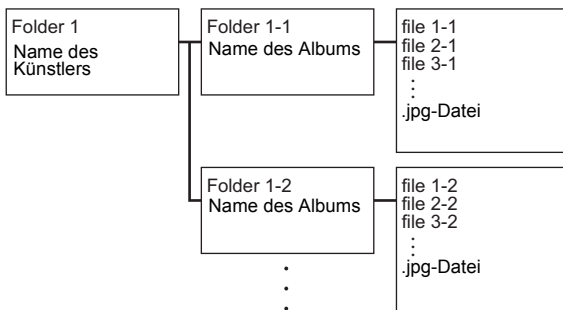 Folder 1
Name des
Künstlers
Folder 1-1
Name des Albums
file 1-1
file 2-1
file 3-1
.jpg-Datei
Folder 1-2
Name des Albums
file 1-2
file 2-2
file 3-2
.jpg-Datei